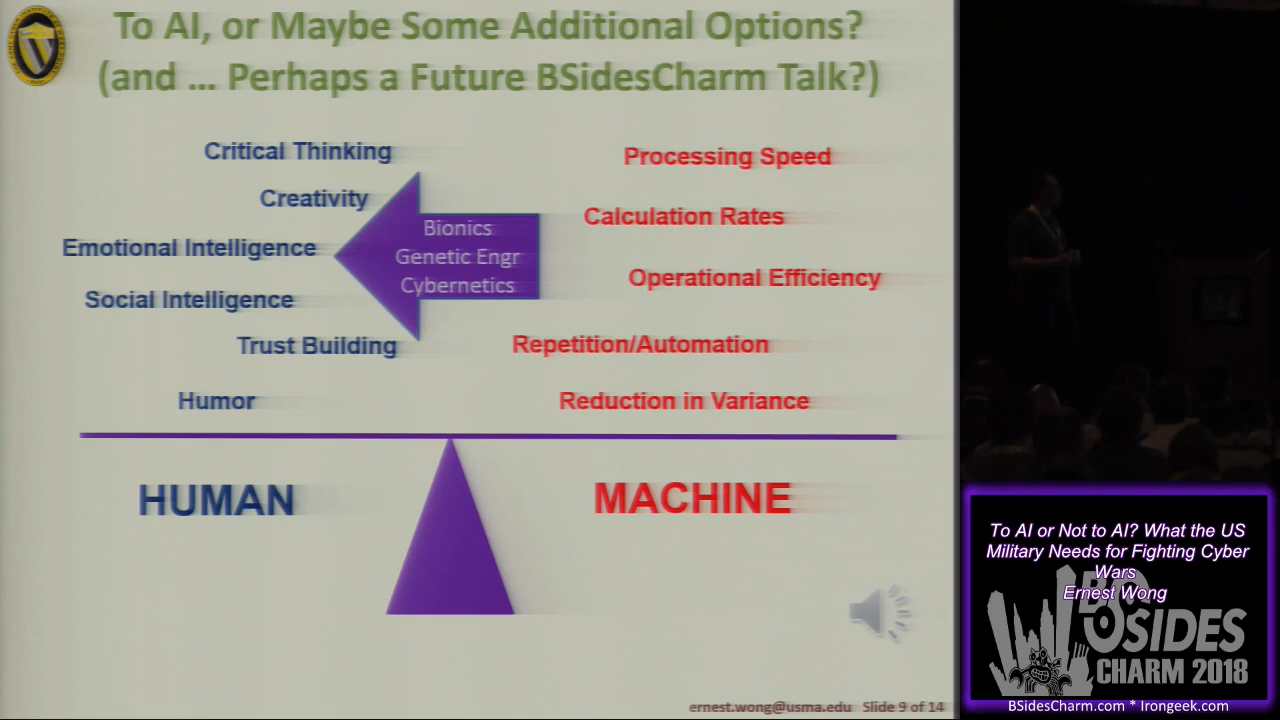 To AI, or Maybe Some Additional Options?
(and ... Perhaps a Future BSidesCharm Talk?)
Critical Thinking
Creativity
Emotional Intelligence
Social Intelligence
Trust Building
Humor
Bionics
Genetic Engr
Cybernetics
Processing Speed
Calculation Rates
Operational Efficiency
Repetition/Automation
Reduction in Variance
HUMAN
MACHINE
ernest.wong@usma.edu Slide 9 of 14
To AI or Not to AI? What the US
Military Needs for Fighting Cyber
Wars
Ernest Wong
BSIDES
CHARM 2018
BSidesCharm.com * Irongeek.com